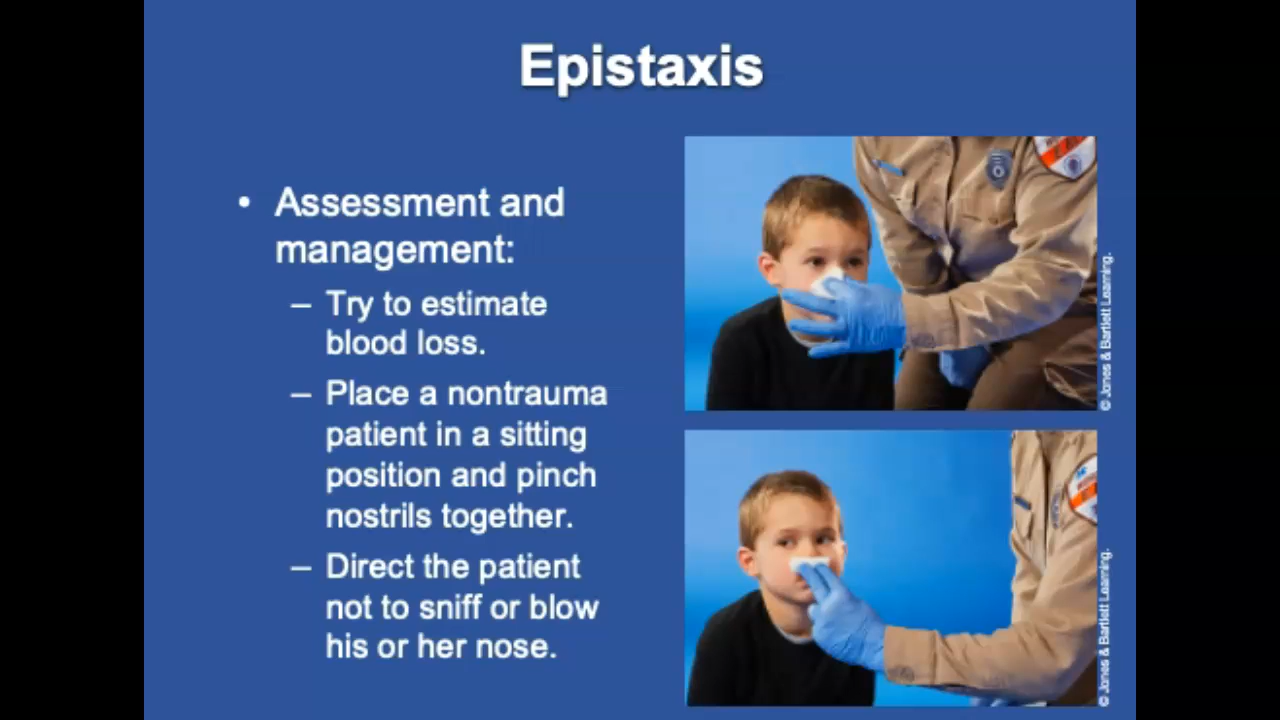 Epistaxis
• Assessment and
management:
– Try to estimate
blood loss.
– Place a nontrauma
patient in a sitting
position and pinch
nostrils together.
– Direct the patient
not to sniff or blow
his or her nose.
© Jones & Bartlett Learning.
© Jones & Bartlett Learning.